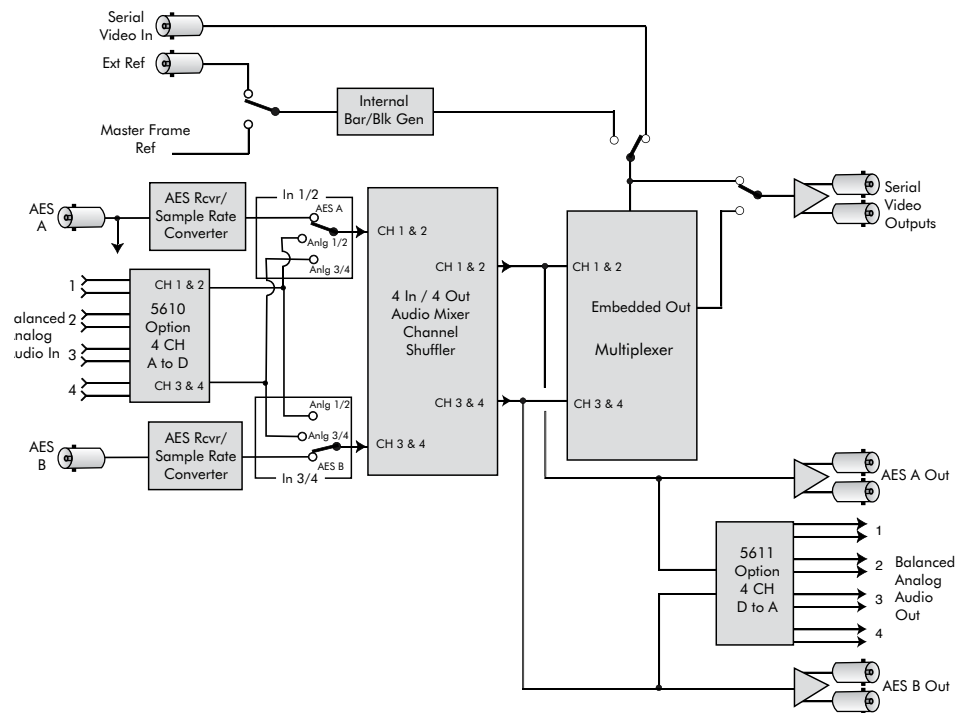 Serial
Video In
Ext Ref
Internal
Bar/Blk Gen
Master Frame
Ref
AES
A
AES Rcvr/
Sample Rate
Converter
In 1/2
AES A
Anlg 1/2
Anlg 3/4
CH 1 & 2
CH 1 & 2
4 In / 4 Out
Audio Mixer
Channel
Shuffler
CH 3 & 4
CH 3 & 4
CH 1 & 2
Embedded Out
Multiplexer
CH 3 & 4
Serial
Video
Outputs
1
2
3
4
alanced
nalog
udio In
CH 1 & 2
5610
Option
4 CH
A to D
CH 3 & 4
AES
B
AES Rcvr/
Sample Rate
Converter
Anlg 1/2
Anlg 3/4
AES B
In 3/4
AES A Out
5611
Option
4 CH
D to A
1
2
3
4
Balanced
Analog
Audio
Out
AES B Out